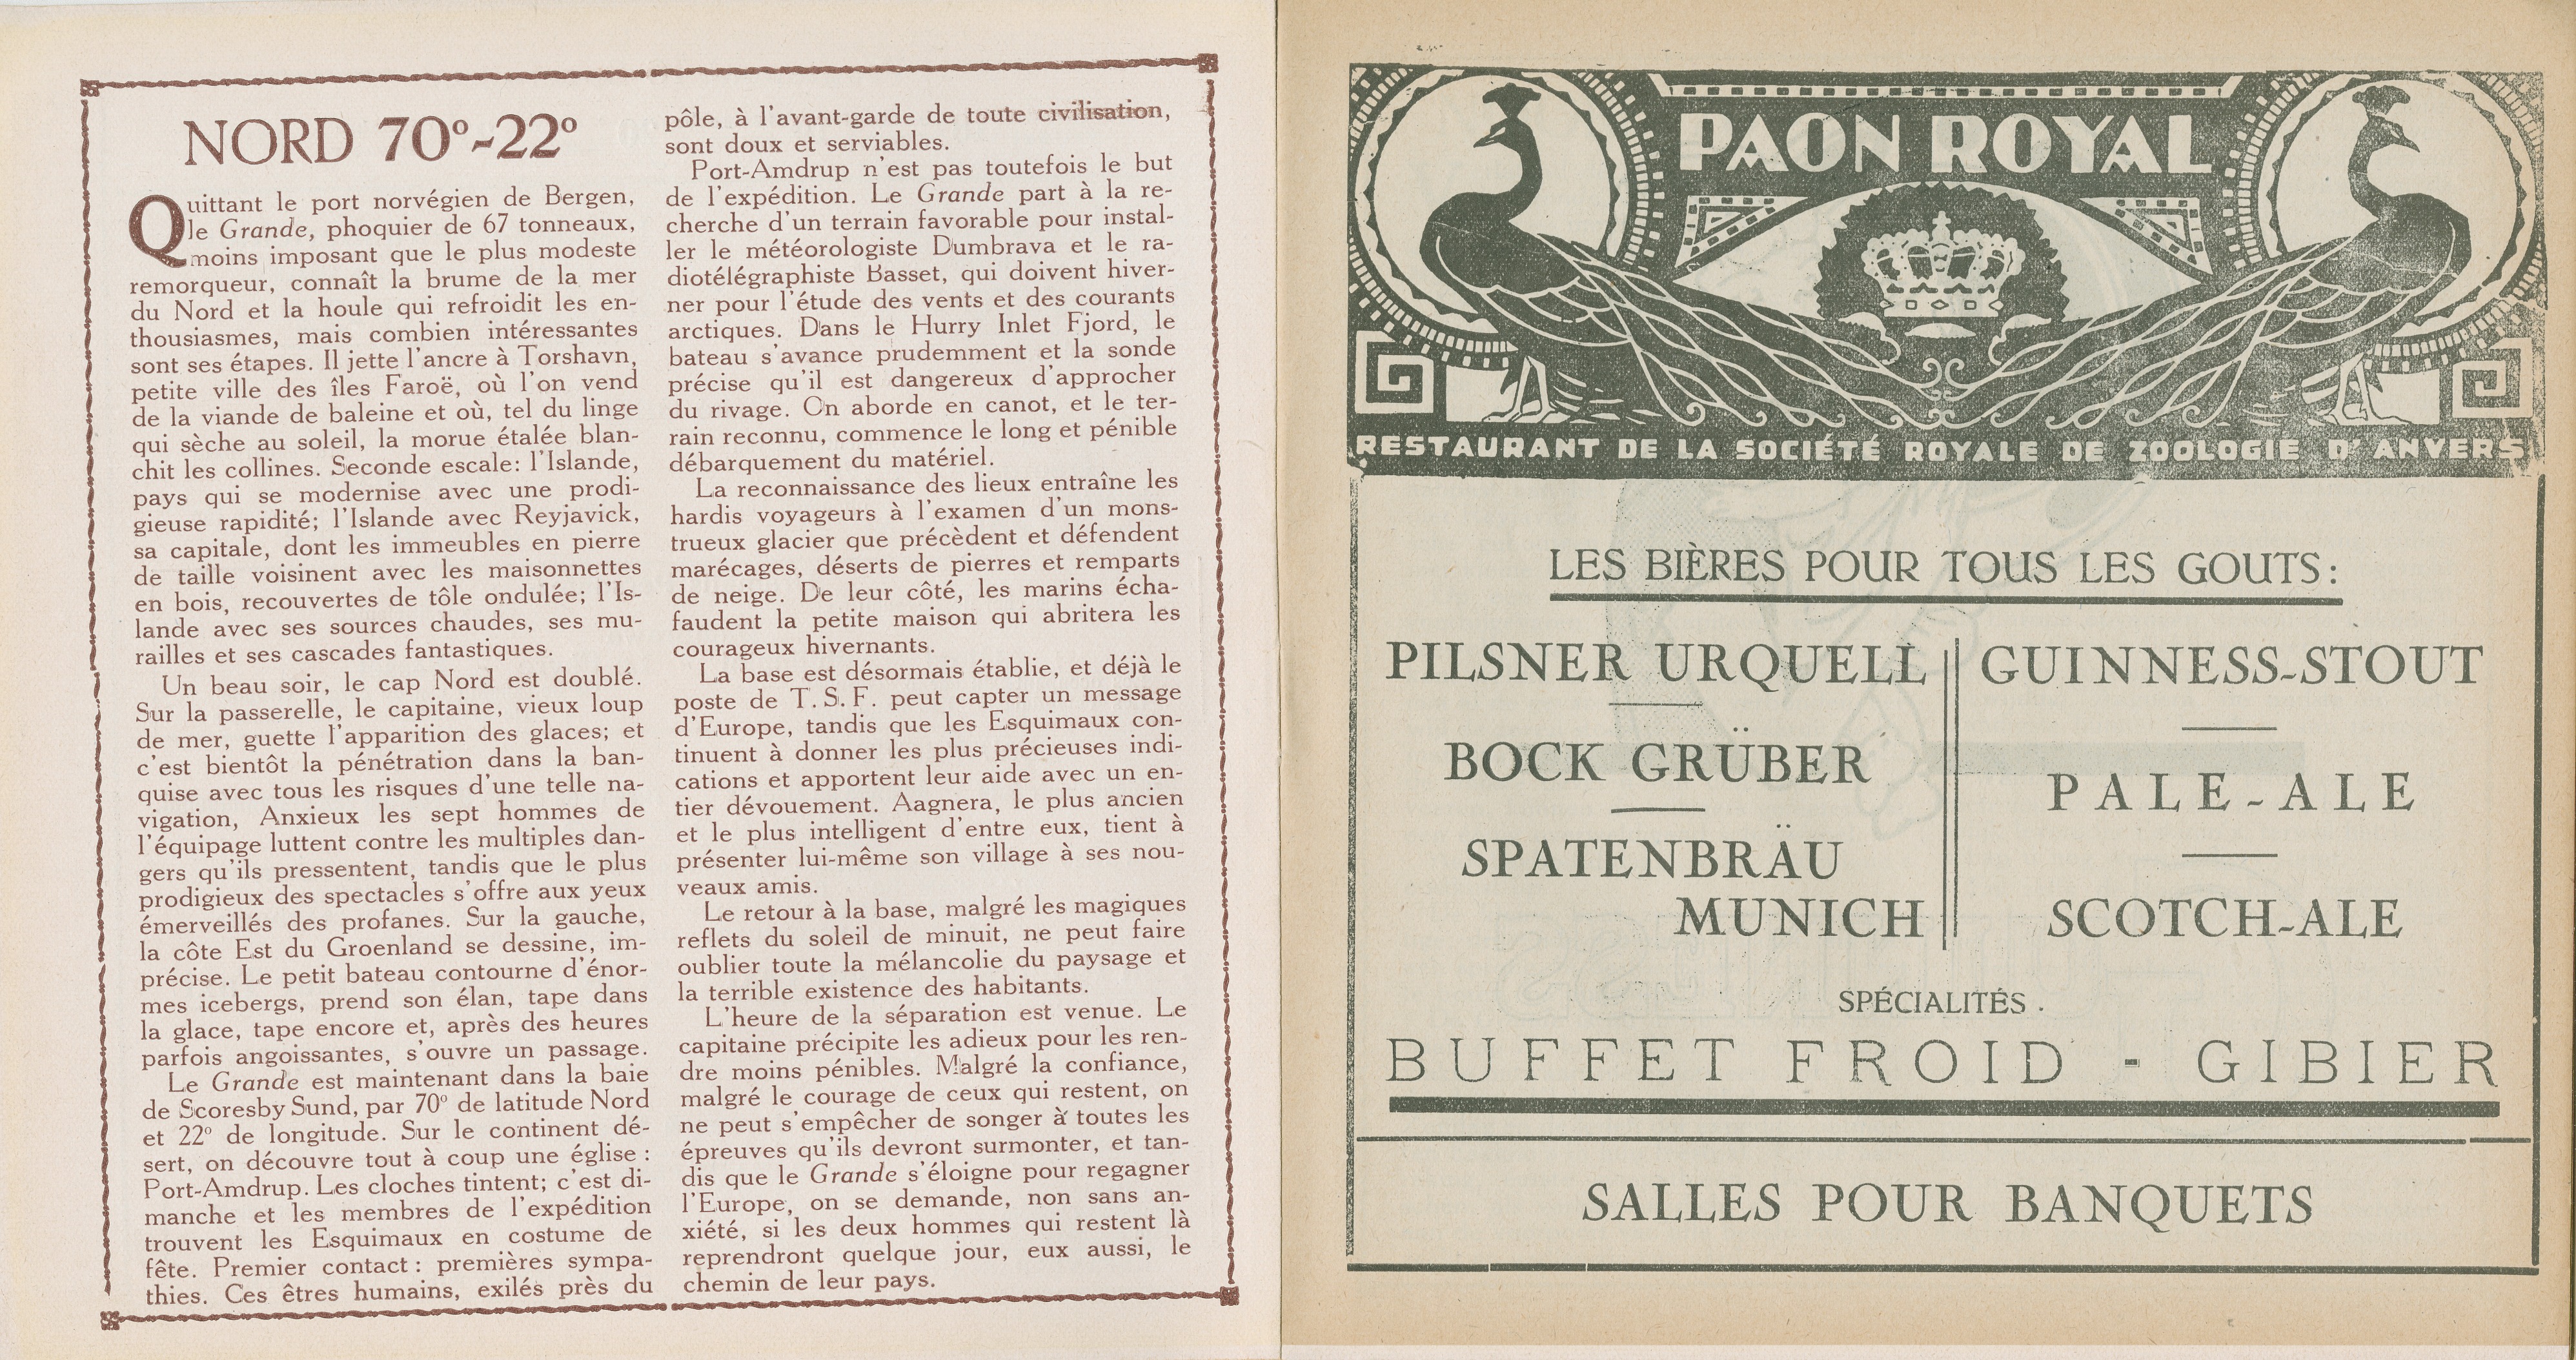 NORD 70º-22º
Quittant le port norvégien de Bergen,
le Grande, phoquier de 67 tonneaux,
moins imposant que le plus modeste
remorqueur, connaît la brume de la mer
du Nord et la houle qui refroidit les en-
thousiasmes, mais combien intéressantes
sont ses étapes. Il jette l'ancre à Torshavn,
petite ville des îles Faroë, où l'on vend
de la viande de baleine et où, tel du linge
qui sèche au soleil, la morue étalée blan-
chit les collines. Seconde escale: l'Islande,
pays qui se modernise avec une prodi-
gieuse rapidité; l'Islande avec Reyjavick,
sa capitale, dont les immeubles en pierre
de taille voisinent avec les maisonnettes
en bois, recouvertes de tôle ondulée; l'Is-
lande avec ses sources chaudes, ses mu-
railles et ses cascades fantastiques.
Un beau soir, le cap Nord est doublé.
Sur la passerelle, le capitaine, vieux loup
de mer, guette l'apparition des glaces; et
c'est bientôt la pénétration dans la ban-
quise avec tous les risques d'une telle na-
vigation, Anxieux les sept hommes de
l'équipage luttent contre les multiples dan-
gers qu'ils pressentent, tandis que le plus
prodigieux des spectacles s'offre aux yeux
émerveillés des profanes. Sur la gauche,
la côte Est du Groenland se dessine, im-
précise. Le petit bateau contourne d'énor-
mes icebergs, prend son élan, tape dans
la glace, tape encore et, après des heures
parfois angoissantes, s'ouvre un passage.
Le Grande est maintenant dans la baie
de Scoresby Sund, par 70º de latitude Nord
et 22º de longitude. Sur le continent dé-
sert, on découvre tout à coup une église :
Port-Amdrup. Les cloches tintent; c'est di-
manche et les membres de l'expédition
trouvent les Esquimaux en costume de
fête. Premier contact : premières sympa-
thies. Ces êtres humains, exilés près du
pôle, à l'avant-garde de toute civilisation,
sont doux et serviables.
Port-Amdrup n'est pas toutefois le but
de l'expédition. Le Grande part à la re-
cherche d'un terrain favorable pour instal-
ler le météorologiste Dumbrava et le ra-
diotélégraphiste Basset, qui doivent hiver-
ner pour l'étude des vents et des courants
arctiques. Dans le Hurry Inlet Fjord, le
bateau s'avance prudemment et la sonde
précise qu'il est dangereux d'approcher
du rivage. On aborde en canot, et le ter-
rain reconnu, commence le long et pénible
débarquement du matériel.
La reconnaissance des lieux entraîne les
hardis voyageurs à l'examen d'un mons-
trueux glacier que précèdent et défendent
marécages, déserts de pierres et remparts
de neige. De leur côté, les marins écha-
faudent la petite maison qui abritera les
courageux hivernants.
La base est désormais établie, et déjà le
poste de T. S. F. peut capter un message
d'Europe, tandis que les Esquimaux con-
tinuent à donner les plus précieuses indi-
cations et apportent leur aide avec un en-
tier dévouement. Aagnera, le plus ancien
et le plus intelligent d'entre eux, tient à
présenter lui-même son village à ses nou-
veaux amis.
Le retour à la base, malgré les magiques
reflets du soleil de minuit, ne peut faire
oublier toute la mélancolie du paysage et
la terrible existence des habitants.
L'heure de la séparation est venue. Le
capitaine précipite les adieux pour les ren-
dre moins pénibles. Malgré la confiance,
malgré le courage de ceux qui restent, on
ne peut s'empêcher de songer à toutes les
épreuves qu'ils devront surmonter, et tan-
dis que le Grande s'éloigne pour regagner
l'Europe, on se demande, non sans an-
xiété, si les deux hommes qui restent là
reprendront quelque jour, eux aussi, le
chemin de leur pays.
PAON ROYAL
RESTAURANT DE LA SOCIÉTÉ ROYALE DE ZOOLOGIE D'ANVERS
LES BIÈRES POUR TOUS LES GOUTS:
PILSNER URQUELL
BOCK GRÜBER
SPATENBRÄU
MUNICH
GUINNESS-STOUT
PALE-ALE
SCOTCH-ALE
SPÉCIALITÉS.
BUFFET FROID - GIBIER
SALLES POUR BANQUETS